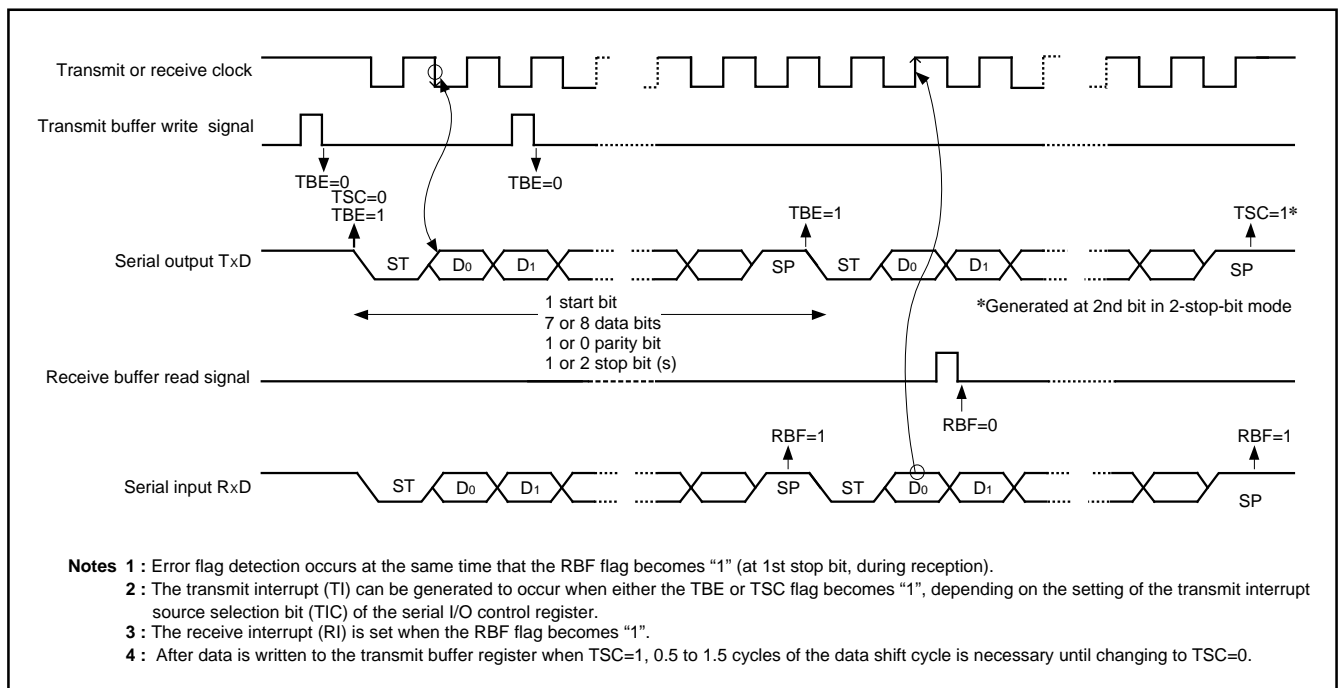 Transmit or receive clock
Transmit buffer write signal
TBE=0
TSC=0
TBE=1
TBE=0
TBE=1
TSC=1*
Serial output TxD
ST
D0
D1
SP
ST
D0
D1
SP
1 start bit
7 or 8 data bits
1 or 0 parity bit
1 or 2 stop bit (s)
*Generated at 2nd bit in 2-stop-bit mode
Receive buffer read signal
RBF=0
RBF=1
RBF=1
Serial input RxD
ST
D0
D1
SP
ST
D0
D1
SP
Notes 1 : Error flag detection occurs at the same time that the RBF flag becomes “1” (at 1st stop bit, during reception).
2 : The transmit interrupt (TI) can be generated to occur when either the TBE or TSC flag becomes “1”, depending on the setting of the transmit interrupt
source selection bit (TIC) of the serial I/O control register.
3 : The receive interrupt (RI) is set when the RBF flag becomes “1”.
4 : After data is written to the transmit buffer register when TSC=1, 0.5 to 1.5 cycles of the data shift cycle is necessary until changing to TSC=0.